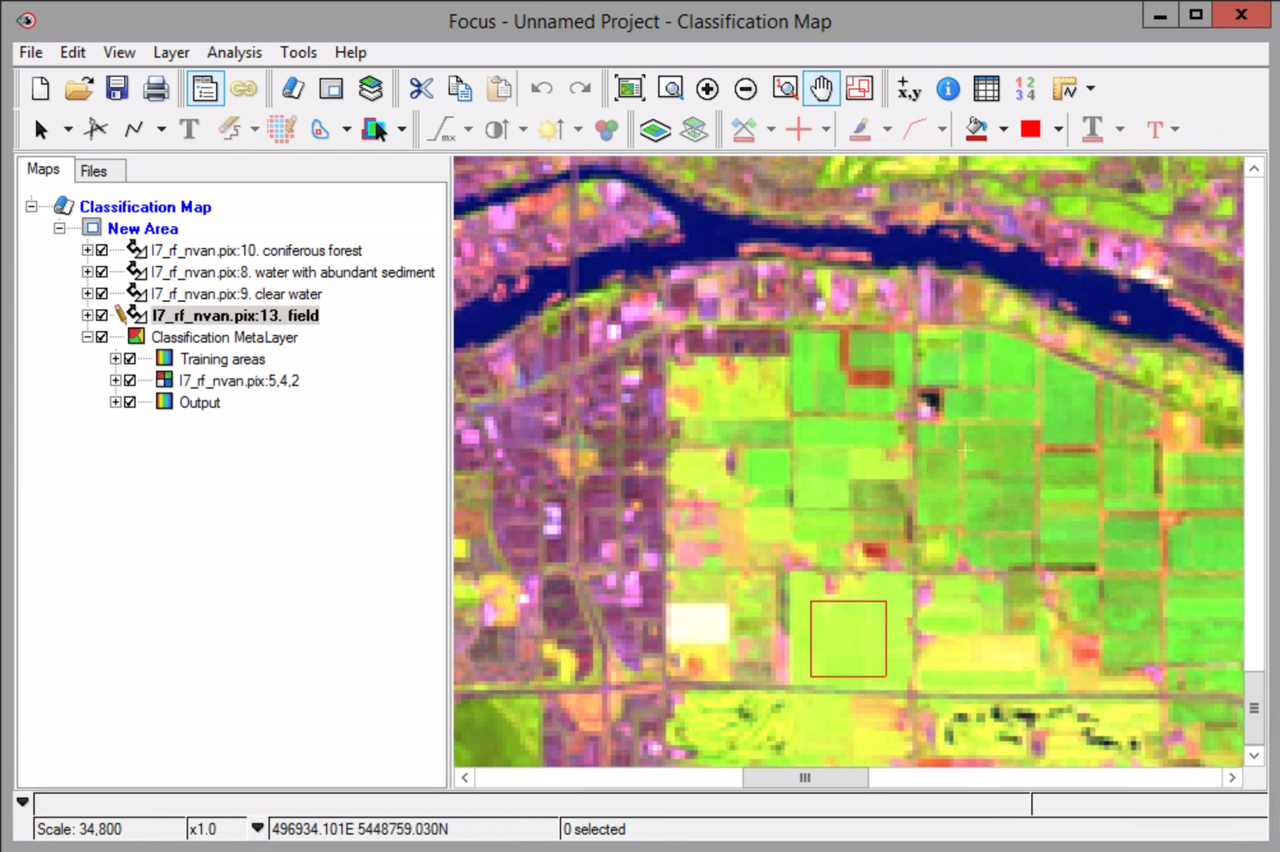 Focus - Unnamed Project - Classification Map
File Edit View Layer Analysis Tools Help
+x,y
1 2
3 4
T mx T T
Maps Files
Classification Map
New Area
l7_rf_nvan.pix:10. coniferous forest
l7_rf_nvan.pix:8. water with abundant sediment
l7_rf_nvan.pix:9. clear water
l7_rf_nvan.pix:13. field
Classification MetaLayer
Training areas
l7_rf_nvan.pix:5,4,2
Output
Scale: 34,800 x1.0 496934.101E 5448759.030N 0 selected